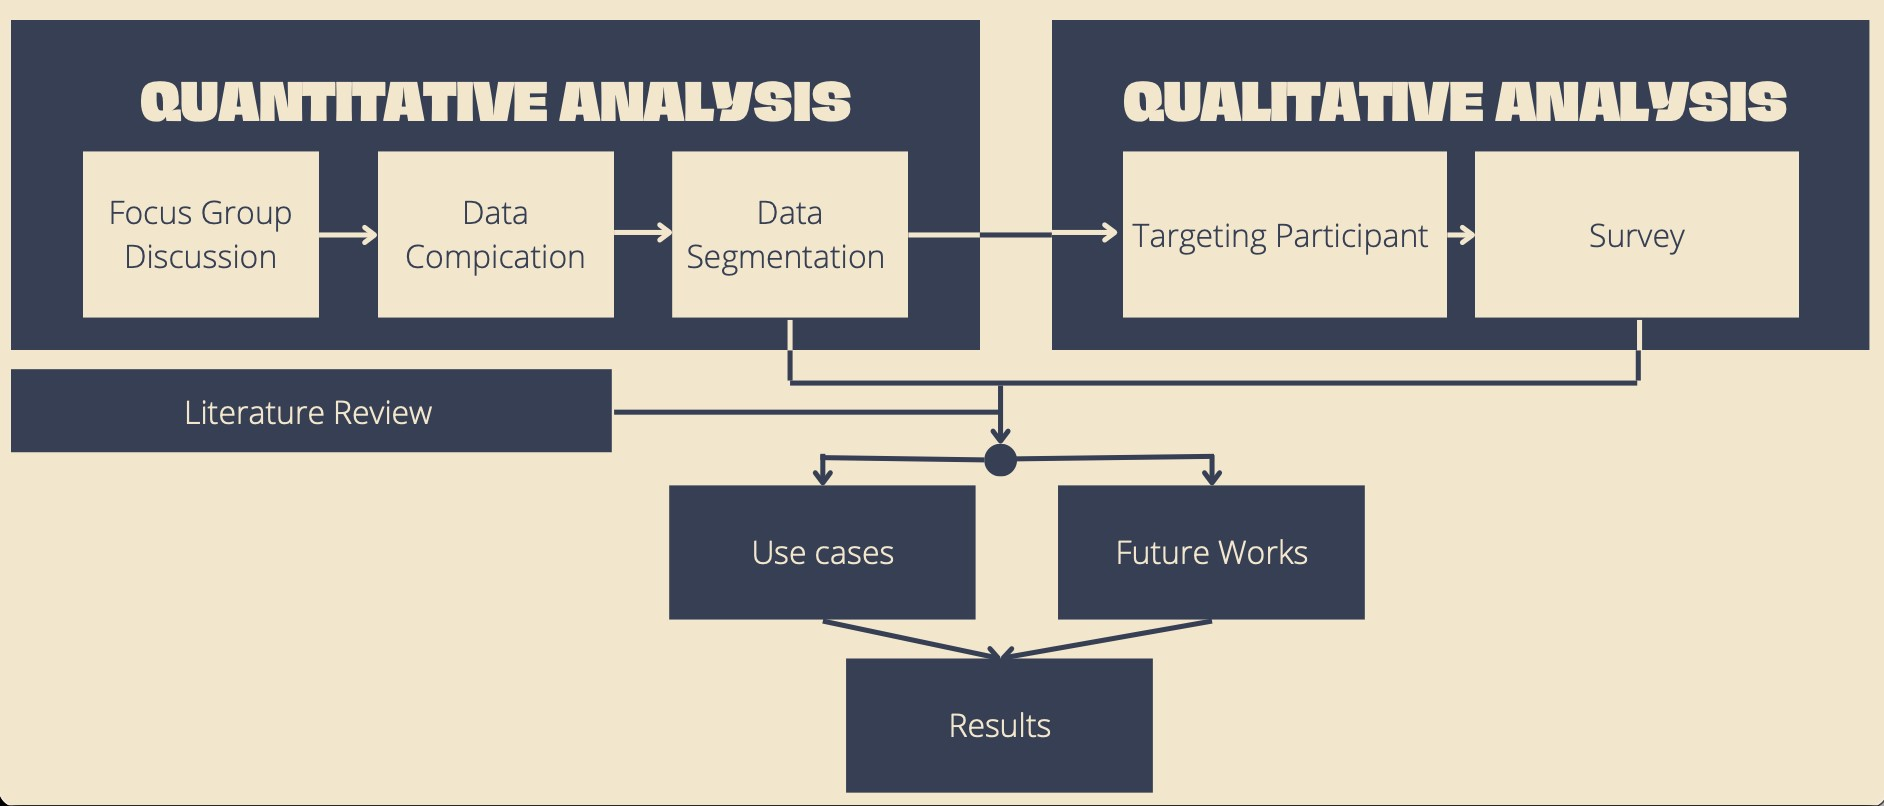 QUANTITATIVE ANALYSIS
Focus Group
Discussion
Data
Compication
Data
Segmentation
QUALITATIVE ANALYSIS
Targeting Participant
Survey
Literature Review
Use cases
Future Works
Results